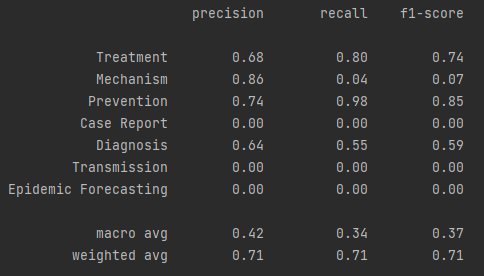 precision recall f1-score
Treatment 0.68 0.80 0.74
Mechanism 0.86 0.04 0.07
Prevention 0.74 0.98 0.85
Case Report 0.00 0.00 0.00
Diagnosis 0.64 0.55 0.59
Transmission 0.00 0.00 0.00
Epidemic Forecasting 0.00 0.00 0.00
macro avg 0.42 0.34 0.37
weighted avg 0.71 0.71 0.71